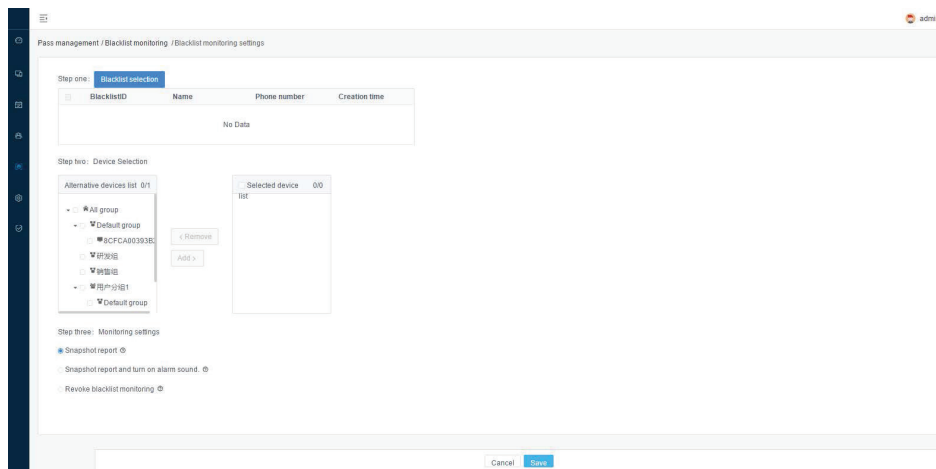 admi
Pass management / Blacklist monitoring / Blacklist monitoring settings
Step one: Blacklist selection
BlacklistID Name Phone number Creation time
No Data
Step two: Device Selection
Alternative devices list 0/1
Selected device list 0/0
All group
Default group
8CFCA00393B
研发组
销售组
用户分组1
Default group
< Remove
Add >
Step three: Monitoring settings
Snapshot report
Snapshot report and turn on alarm sound.
Revoke blacklist monitoring
Cancel Save